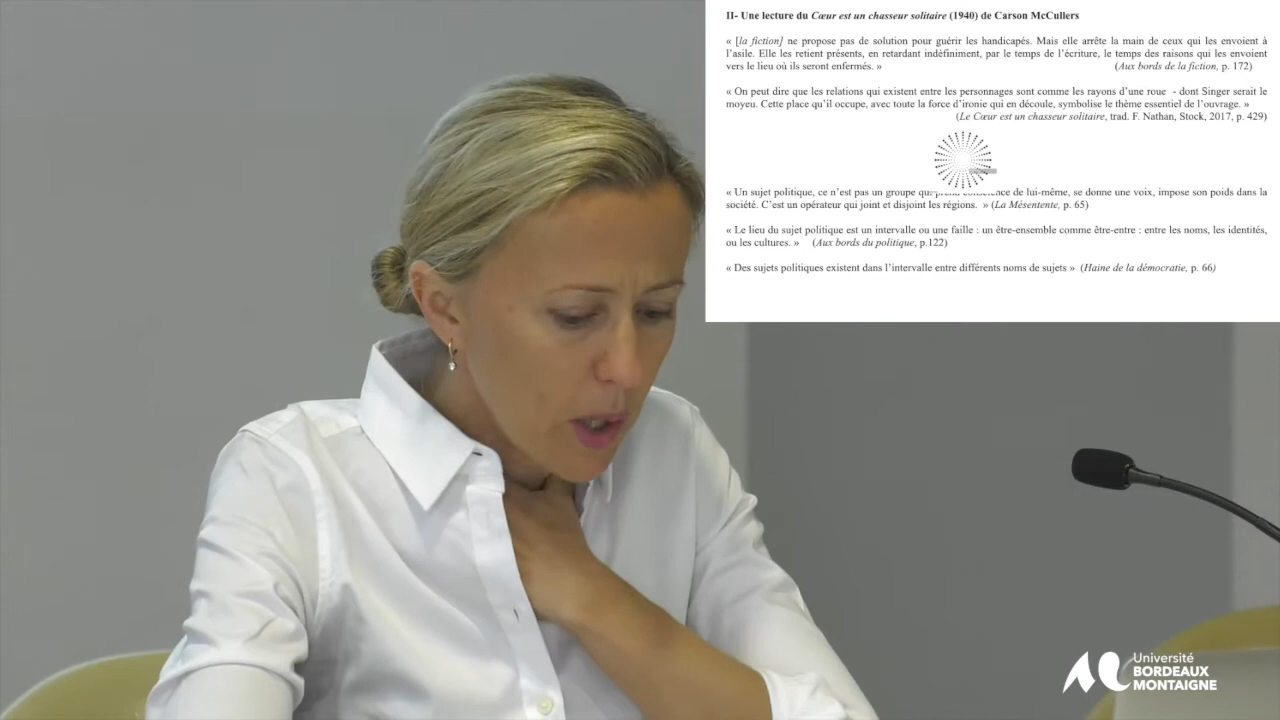 II- Une lecture du Cœur est un chasseur solitaire (1940) de Carson McCullers
« [la fiction] ne propose pas de solution pour guérir les handicapés. Mais elle arrête la main de ceux qui les envoient à
l’asile. Elle les retient présents, en retardant indéfiniment, par le temps de l’écriture, le temps des raisons qui les envoient
vers le lieu où ils seront enfermés. » (Aux bords de la fiction, p. 172)
« On peut dire que les relations qui existent entre les personnages sont comme les rayons d’une roue - dont Singer serait le
moyeu. Cette place qu’il occupe, avec toute la force d’ironie qui en découle, symbolise le thème essentiel de l’ouvrage. »
(Le Cœur est un chasseur solitaire, trad. F. Nathan, Stock, 2017, p. 429)
« Un sujet politique, ce n’est pas un groupe qui de lui-même, se donne une voix, impose son poids dans la
société. C’est un opérateur qui joint et disjoint les régions. » (La Mésentente, p. 65)
« Le lieu du sujet politique est un intervalle ou une faille : un être-ensemble comme être-entre : entre les noms, les identités,
ou les cultures. » (Aux bords du politique, p.122)
« Des sujets politiques existent dans l’intervalle entre différents noms de sujets » (Haine de la démocratie, p. 66)
Université
BORDEAUX
MONTAIGNE